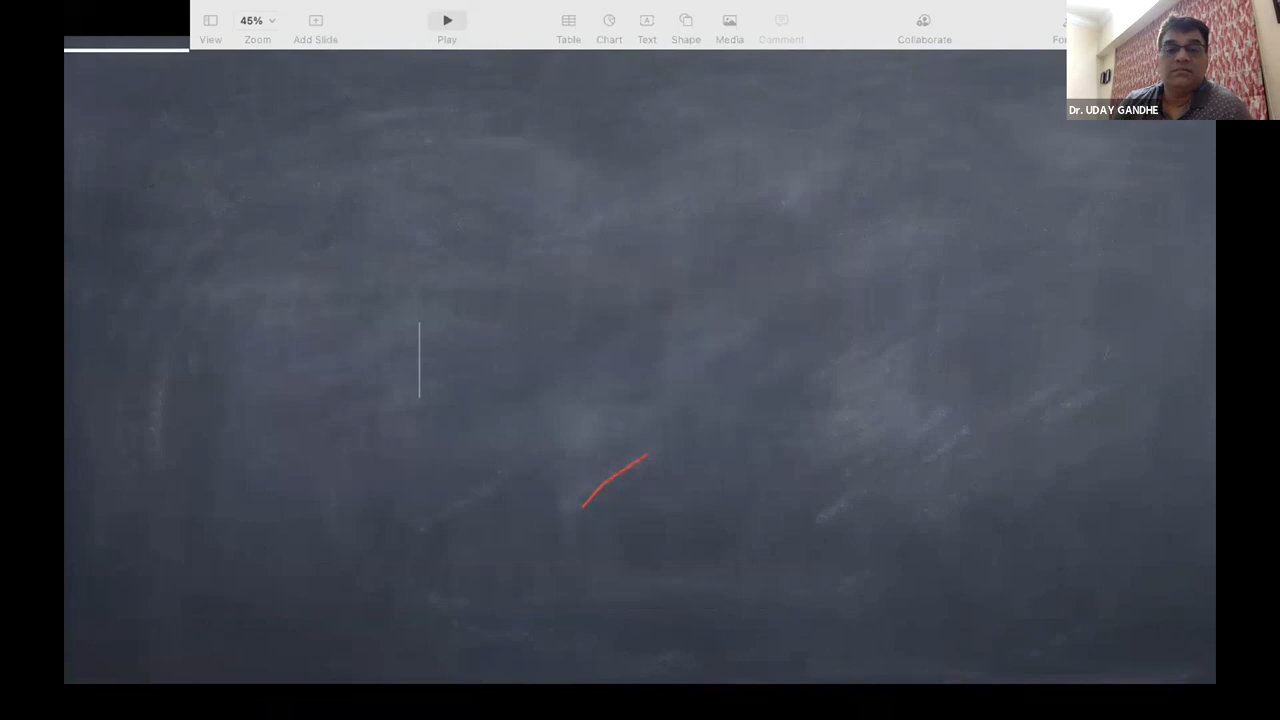 45%
View Zoom Add Slide Play Table Chart Text Shape Media Comment Collaborate
Dr. UDAY GANDHE